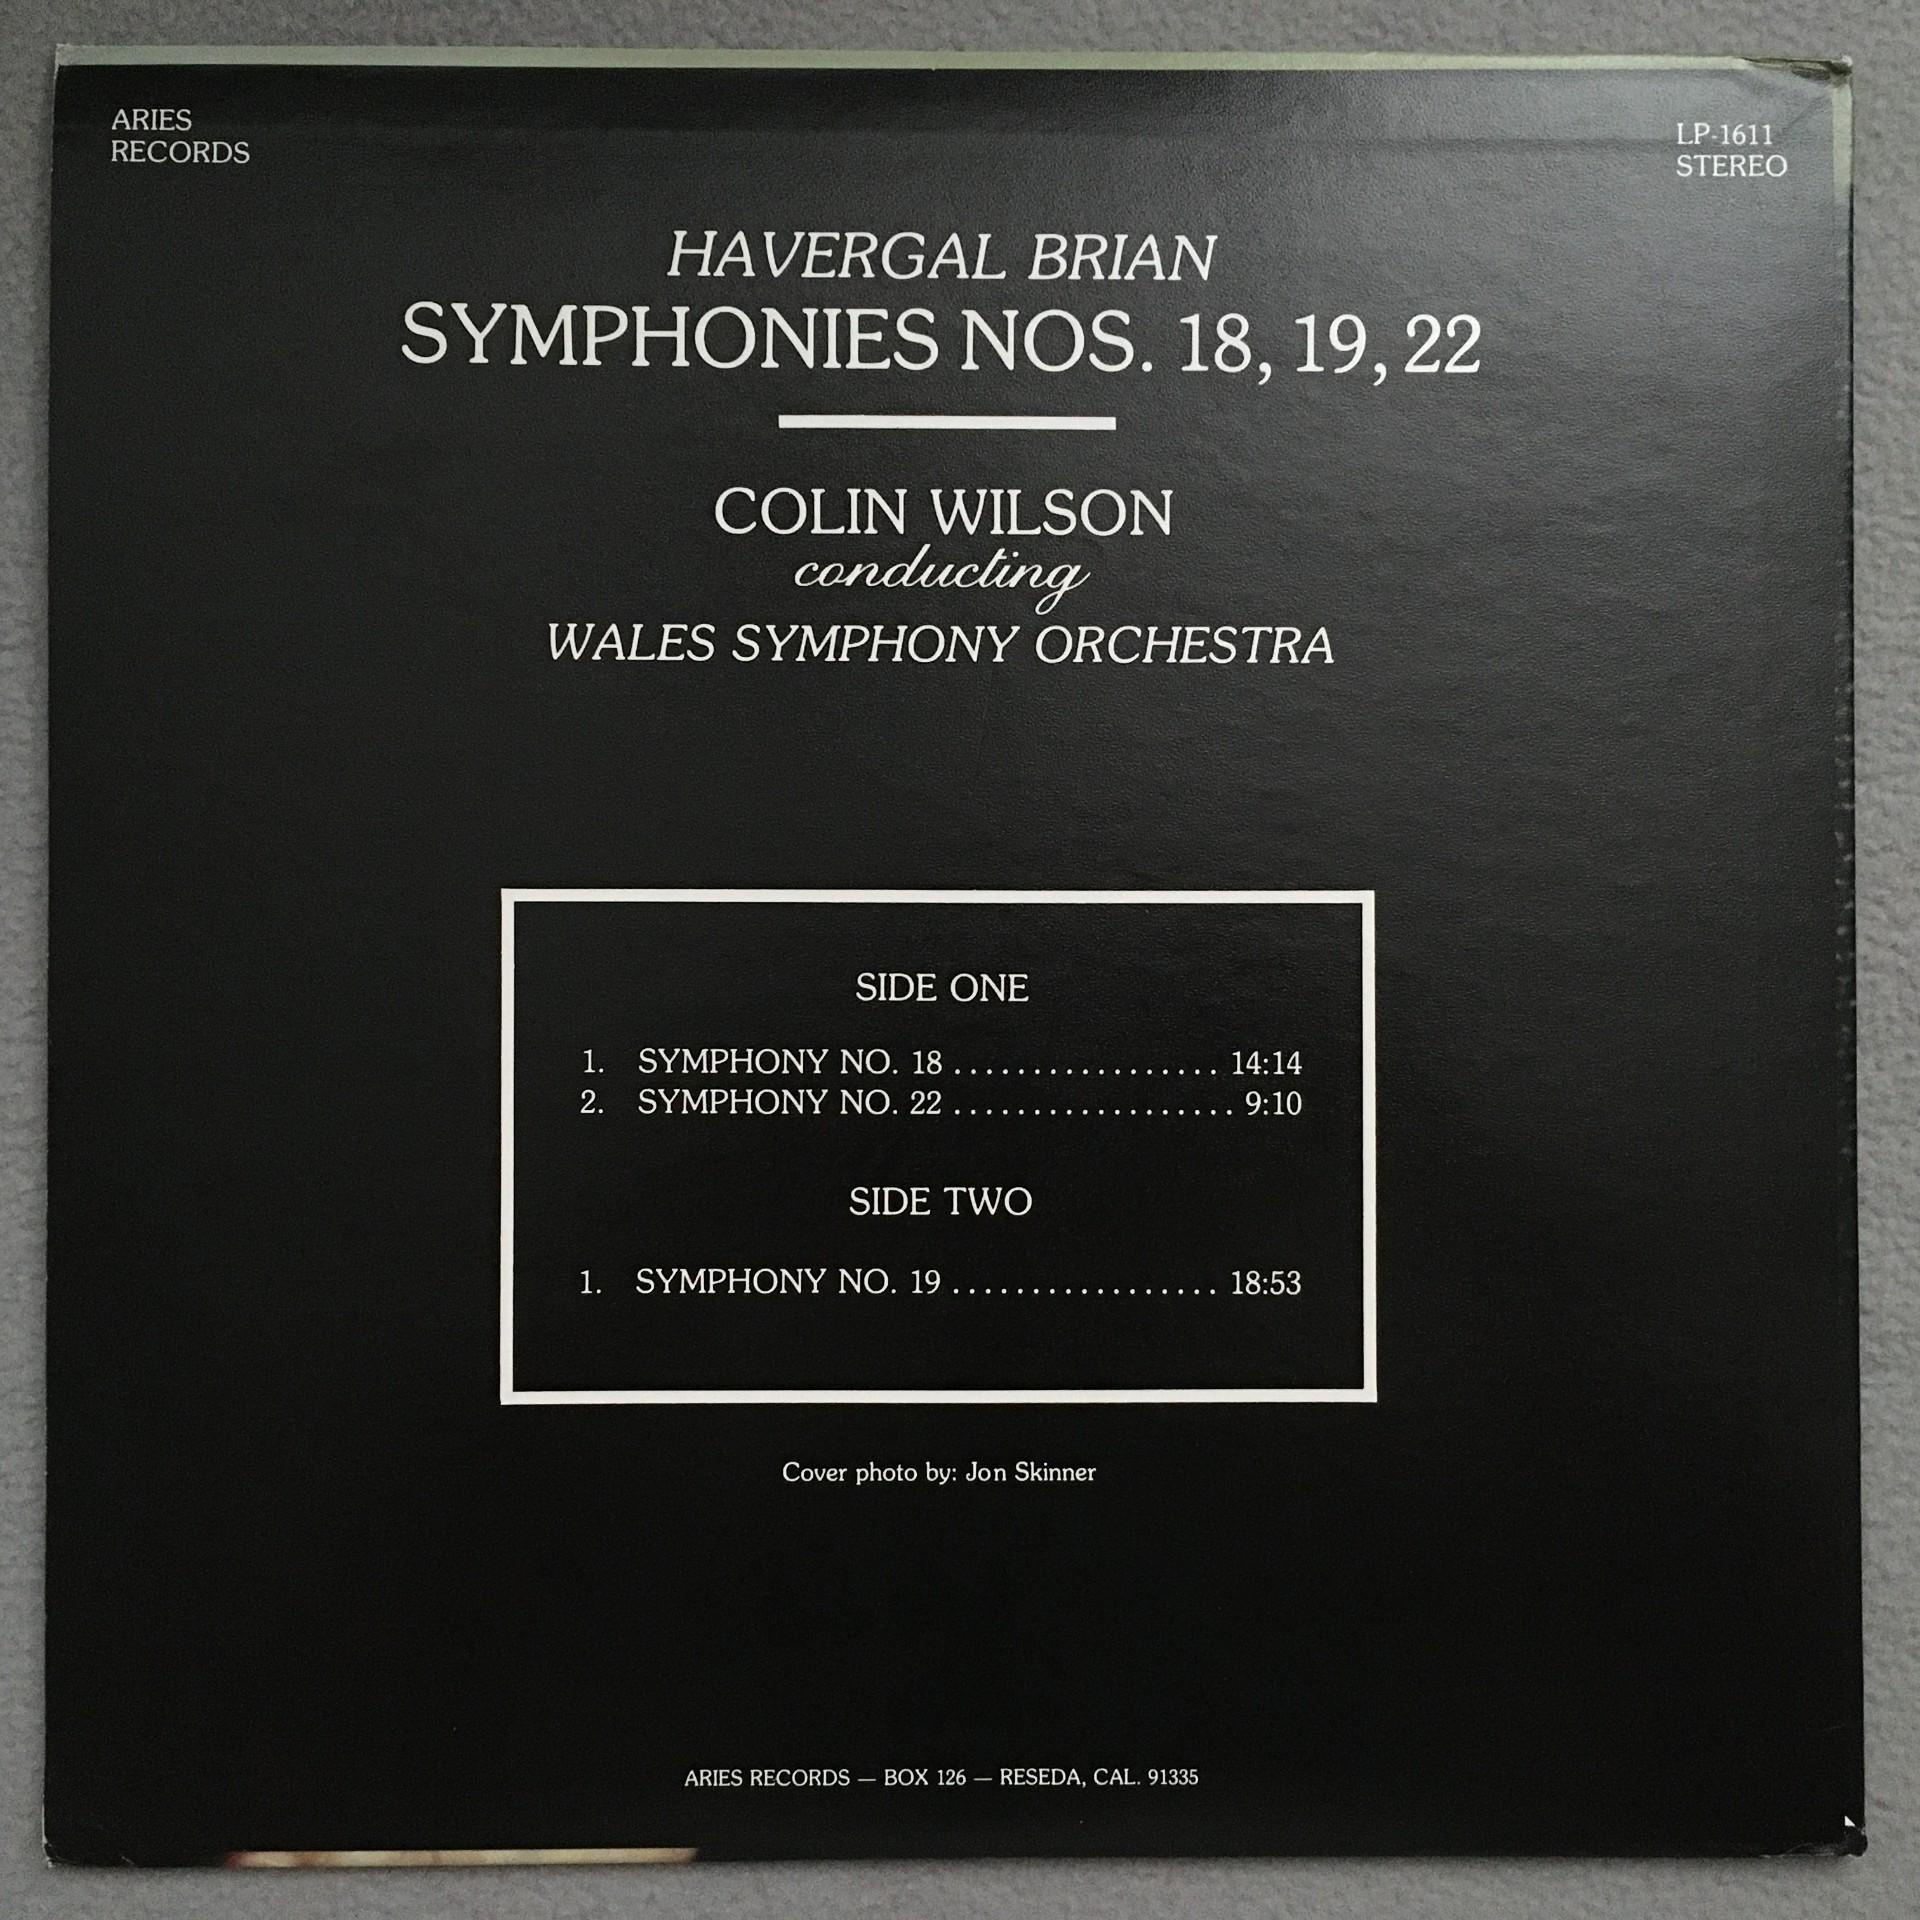 ARIES
RECORDS
LP-1611
STEREO
HAVERGAL BRIAN
SYMPHONIES NOS. 18, 19, 22
COLIN WILSON
conducting
WALES SYMPHONY ORCHESTRA
SIDE ONE
1. SYMPHONY NO. 18 ................. 14:14
2. SYMPHONY NO. 22 .................. 9:10
SIDE TWO
1. SYMPHONY NO. 19 ................. 18:53
Cover photo by: Jon Skinner
ARIES RECORDS — BOX 126 — RESEDA, CAL. 91335